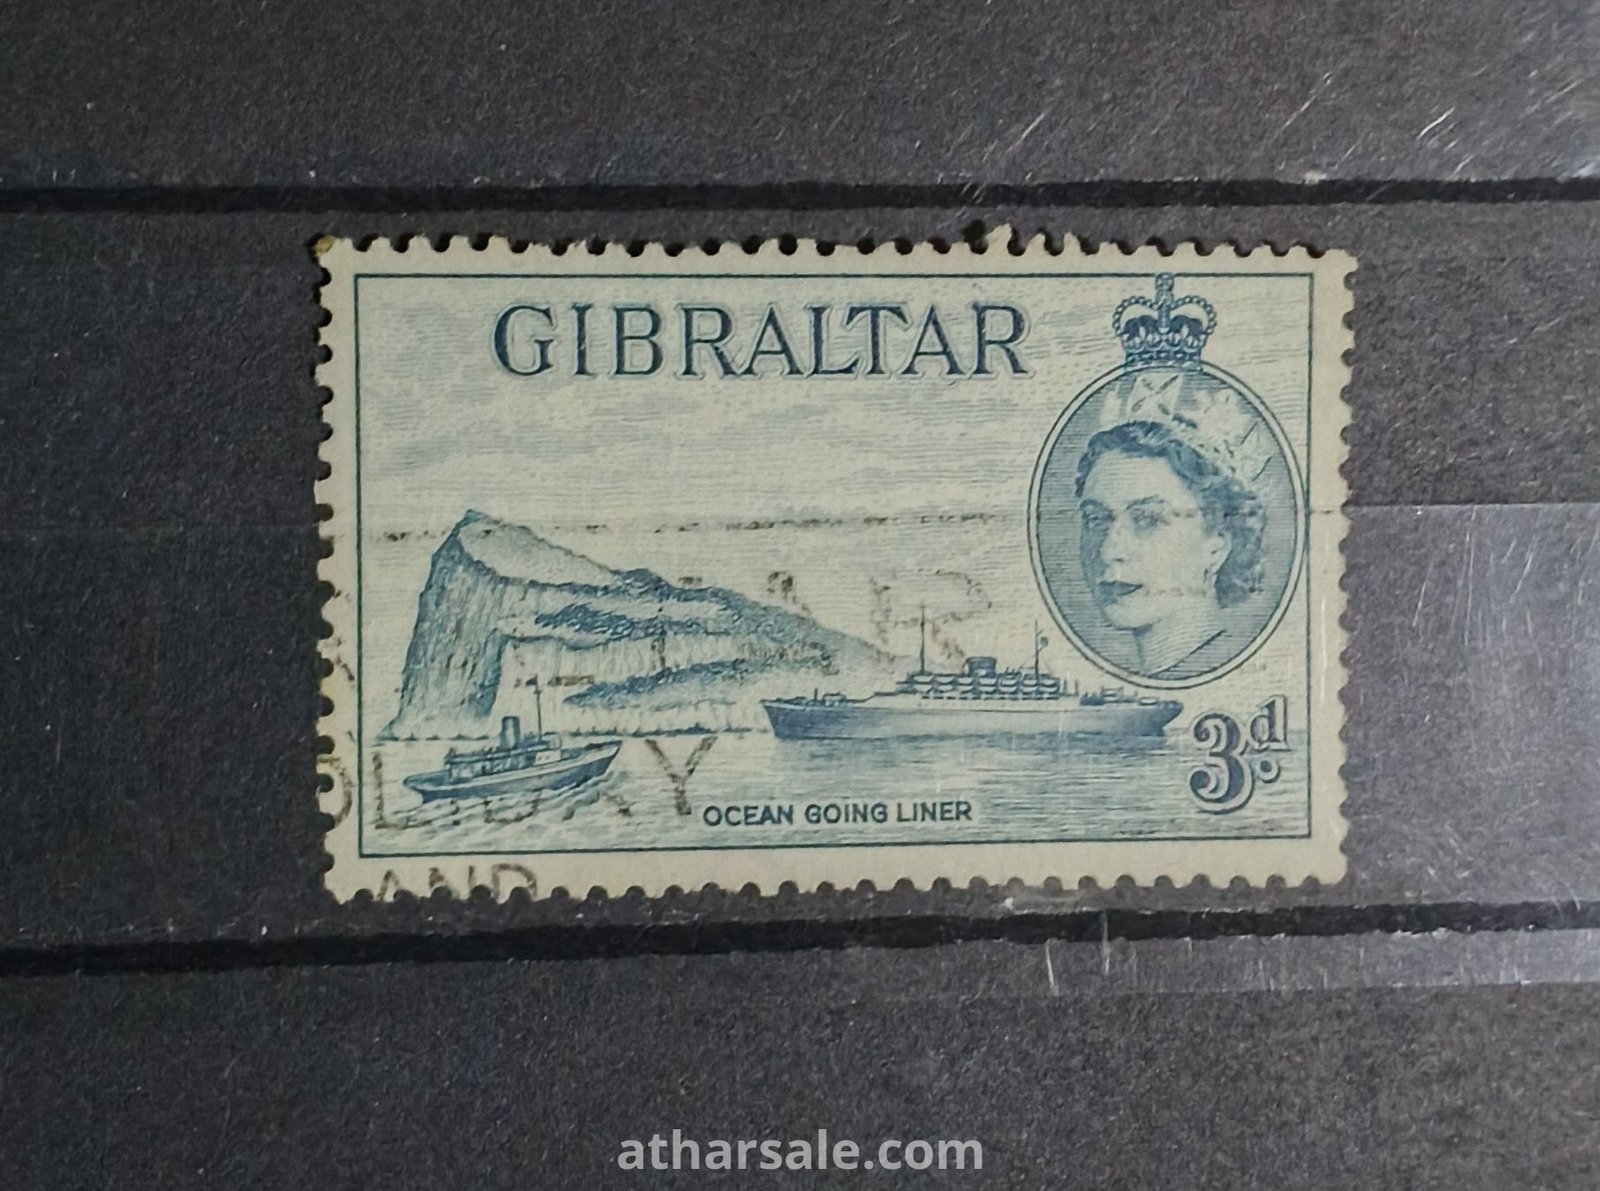 GIBRALTAR
3d
OCEAN GOING LINER
atharsale.com